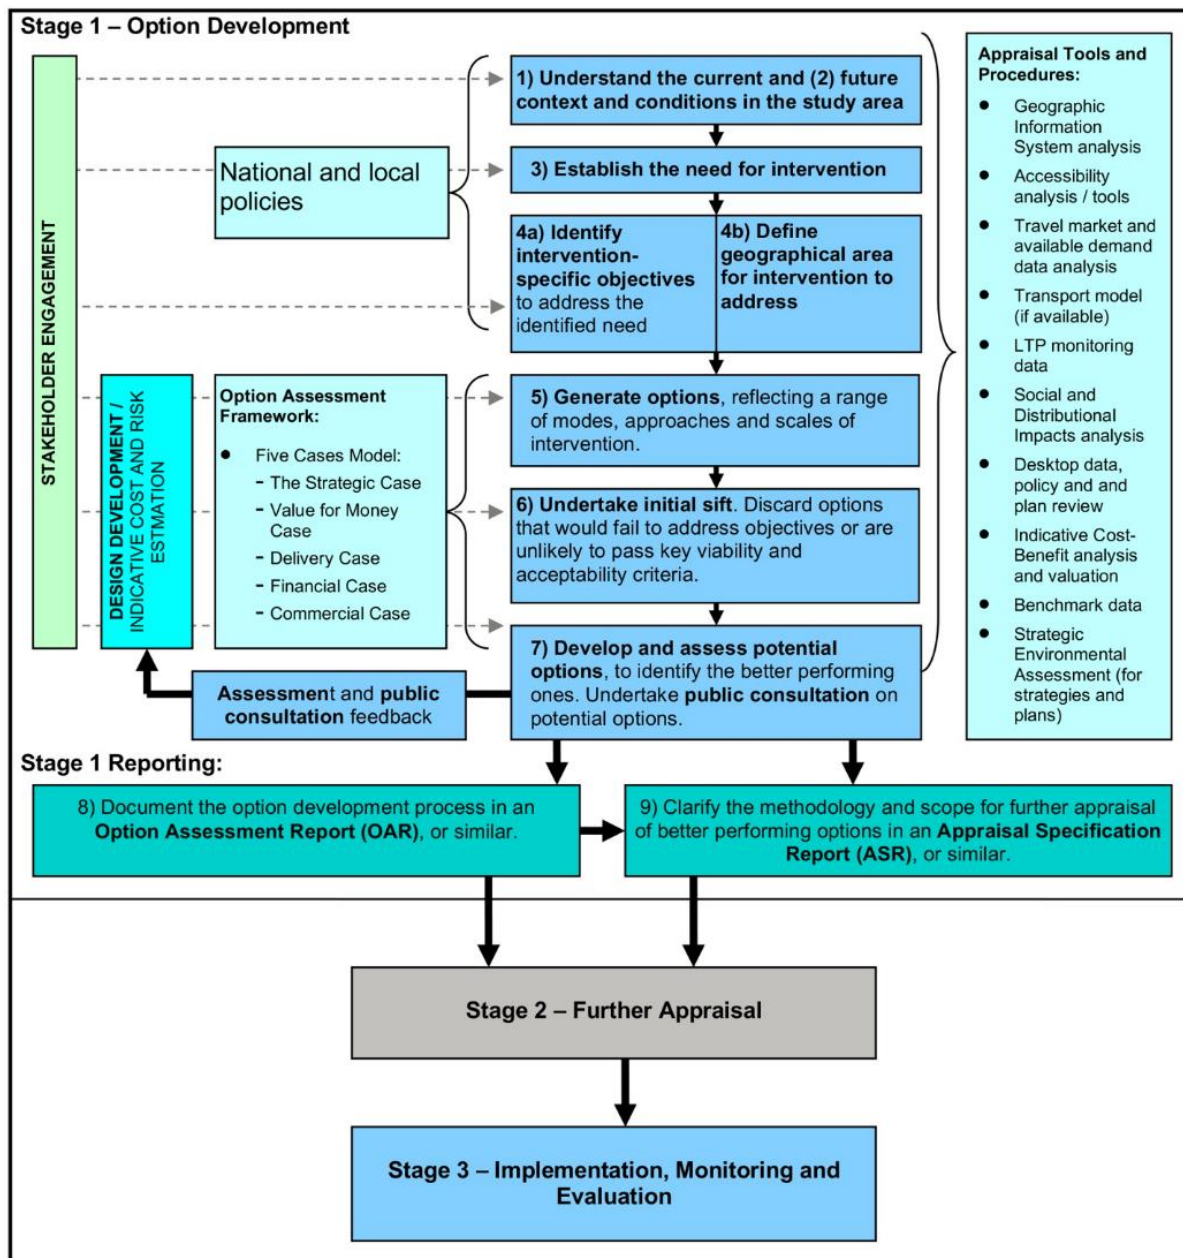 Stage 1 – Option Development
STAKEHOLDER ENGAGEMENT
National and local
policies
1) Understand the current and (2) future
context and conditions in the study area
3) Establish the need for intervention
4a) Identify
intervention-
specific objectives
to address the
identified need
4b) Define
geographical area
for intervention to
address
DESIGN DEVELOPMENT /
INDICATIVE COST AND RISK
ESTMATION
Option Assessment
Framework:
● Five Cases Model:
- The Strategic Case
- Value for Money
Case
- Delivery Case
- Financial Case
- Commercial Case
5) Generate options, reflecting a range
of modes, approaches and scales of
intervention.
6) Undertake initial sift. Discard options
that would fail to address objectives or are
unlikely to pass key viability and
acceptability criteria.
7) Develop and assess potential
options, to identify the better performing
ones. Undertake public consultation on
potential options.
Assessment and public
consultation feedback
Appraisal Tools and
Procedures:
● Geographic
Information
System analysis
● Accessibility
analysis / tools
● Travel market and
available demand
data analysis
● Transport model
(if available)
● LTP monitoring
data
● Social and
Distributional
Impacts analysis
● Desktop data,
policy and and
plan review
● Indicative Cost-
Benefit analysis
and valuation
● Benchmark data
● Strategic
Environmental
Assessment (for
strategies and
plans)
Stage 1 Reporting:
8) Document the option development process in an
Option Assessment Report (OAR), or similar.
9) Clarify the methodology and scope for further appraisal
of better performing options in an Appraisal Specification
Report (ASR), or similar.
Stage 2 – Further Appraisal
Stage 3 – Implementation, Monitoring and
Evaluation